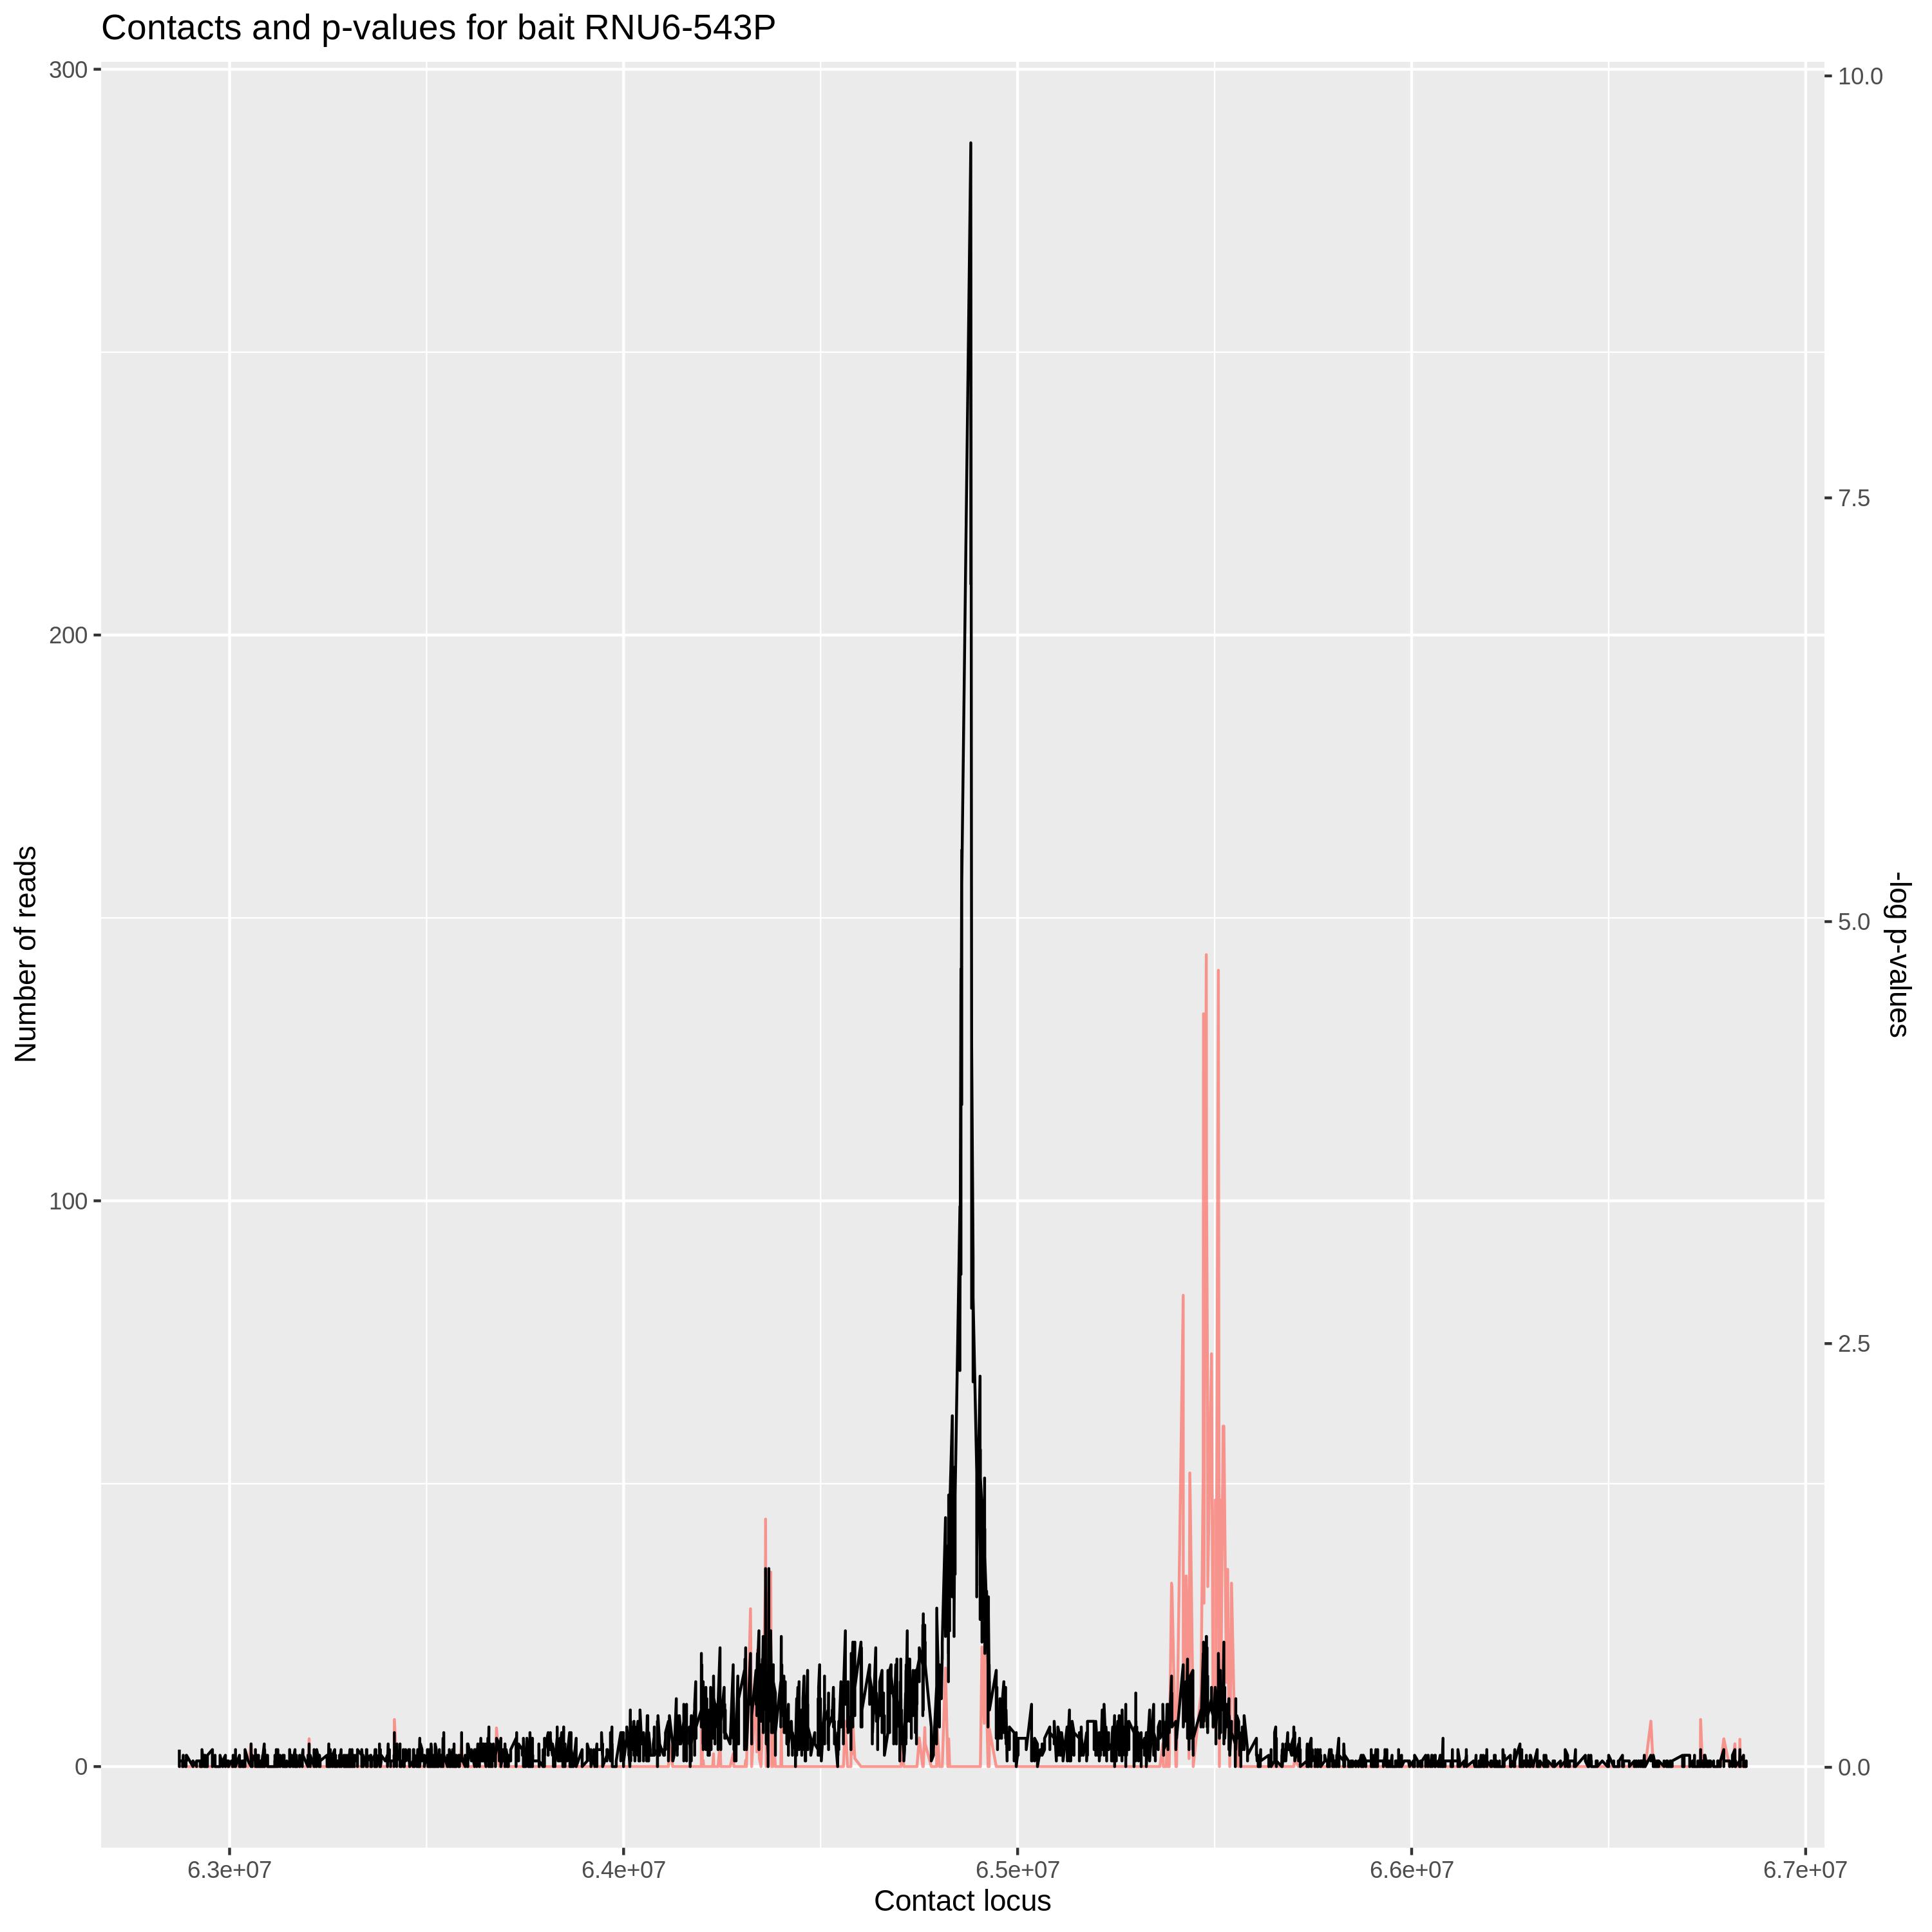 Contacts and p-values for bait RNU6-543P
300
200
100
0
Number of reads
10.0
7.5
5.0
2.5
0.0
-log p-values
6.3e+07 6.4e+07 6.5e+07 6.6e+07 6.7e+07
Contact locus